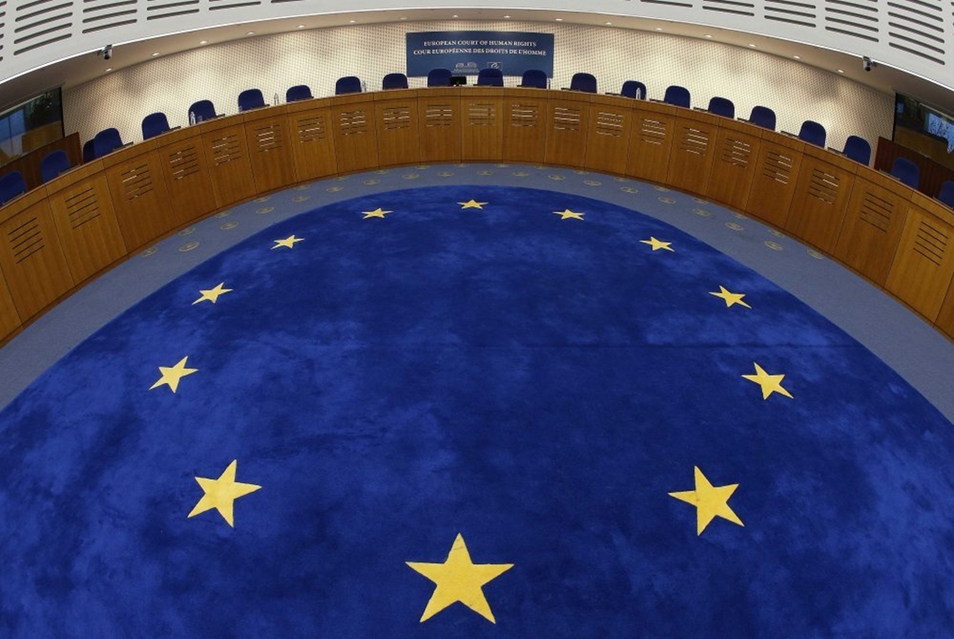 EUROPEAN COURT OF HUMAN RIGHTS
COUR EUROPÉENNE DES DROITS DE L'HOMME